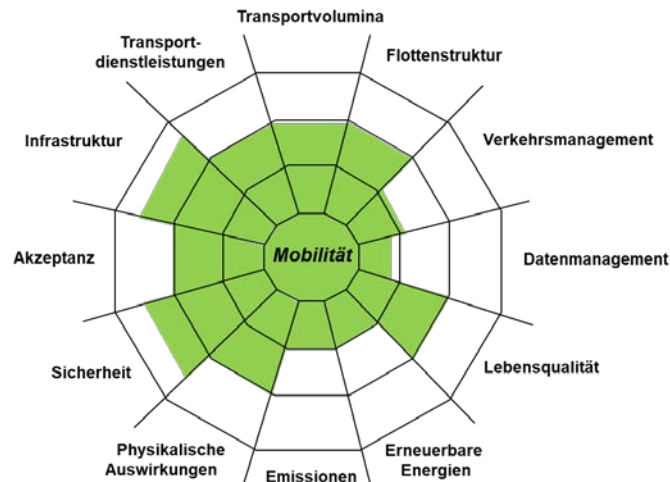 Transportvolumina
Transport-
dienstleistungen
Flottenstruktur
Infrastruktur
Verkehrsmanagement
Akzeptanz
Mobilität
Datenmanagement
Sicherheit
Lebensqualität
Physikalische
Auswirkungen
Emissionen
Erneuerbare
Energien